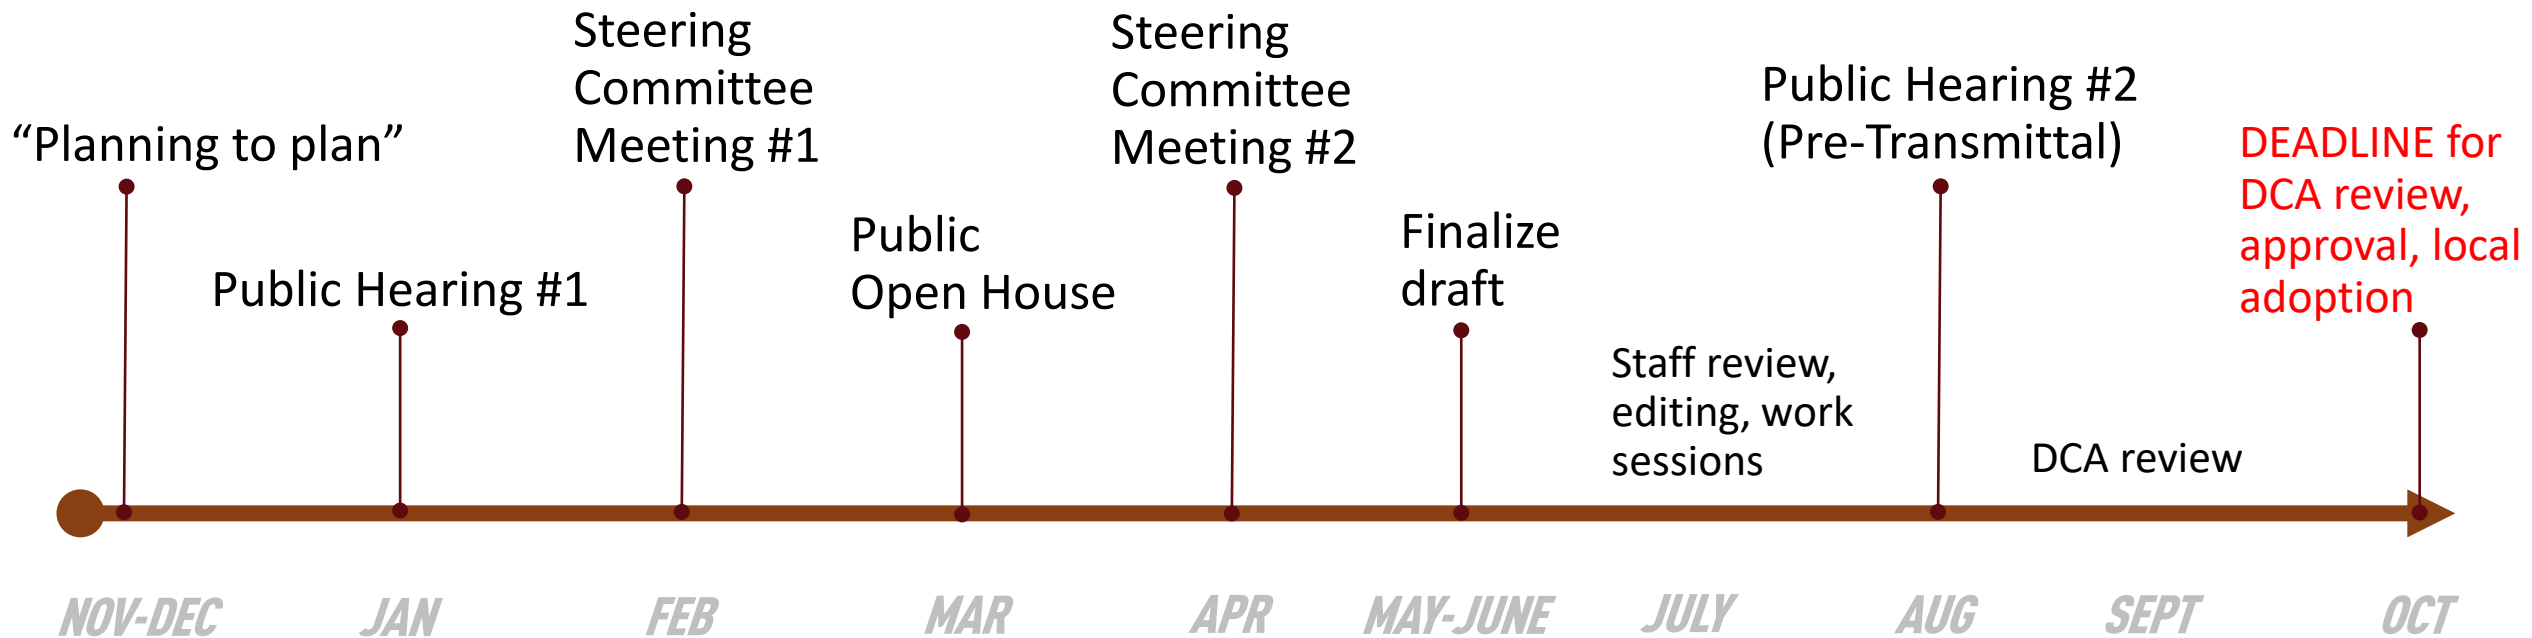 “Planning to plan”
Public Hearing #1
Steering
Committee
Meeting #1
Public
Open House
Steering
Committee
Meeting #2
Finalize
draft
Staff review,
editing, work
sessions
Public Hearing #2
(Pre-Transmittal)
DCA review
DEADLINE for
DCA review,
approval, local
adoption
NOV-DEC
JAN
FEB
MAR
APR
MAY-JUNE
JULY
AUG
SEPT
OCT